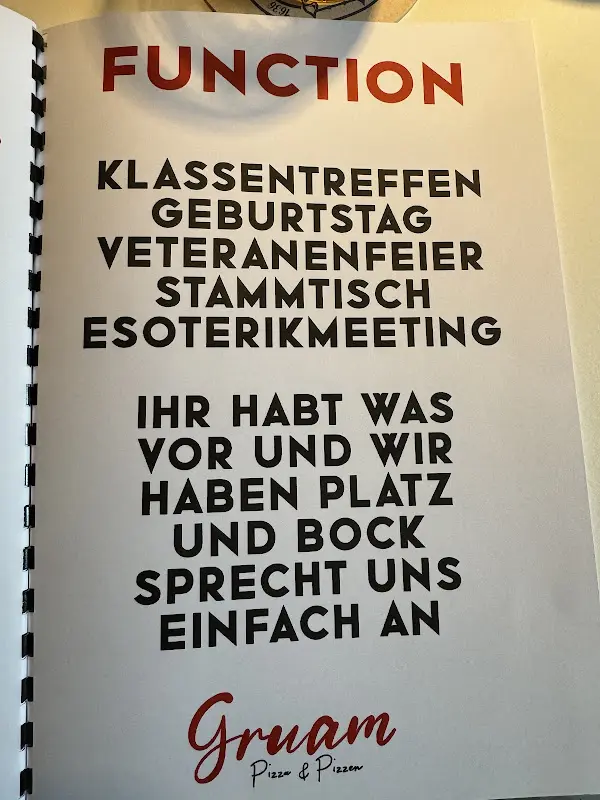 FUNCTION
KLASSENTREFFEN
GEBURTSTAG
VETERANENFEIER
STAMMTISCH
ESOTERIKMEETING
IHR HABT WAS
VOR UND WIR
HABEN PLATZ
UND BOCK
SPRECHT UNS
EINFACH AN
Gruam
Pizza & Pizzen